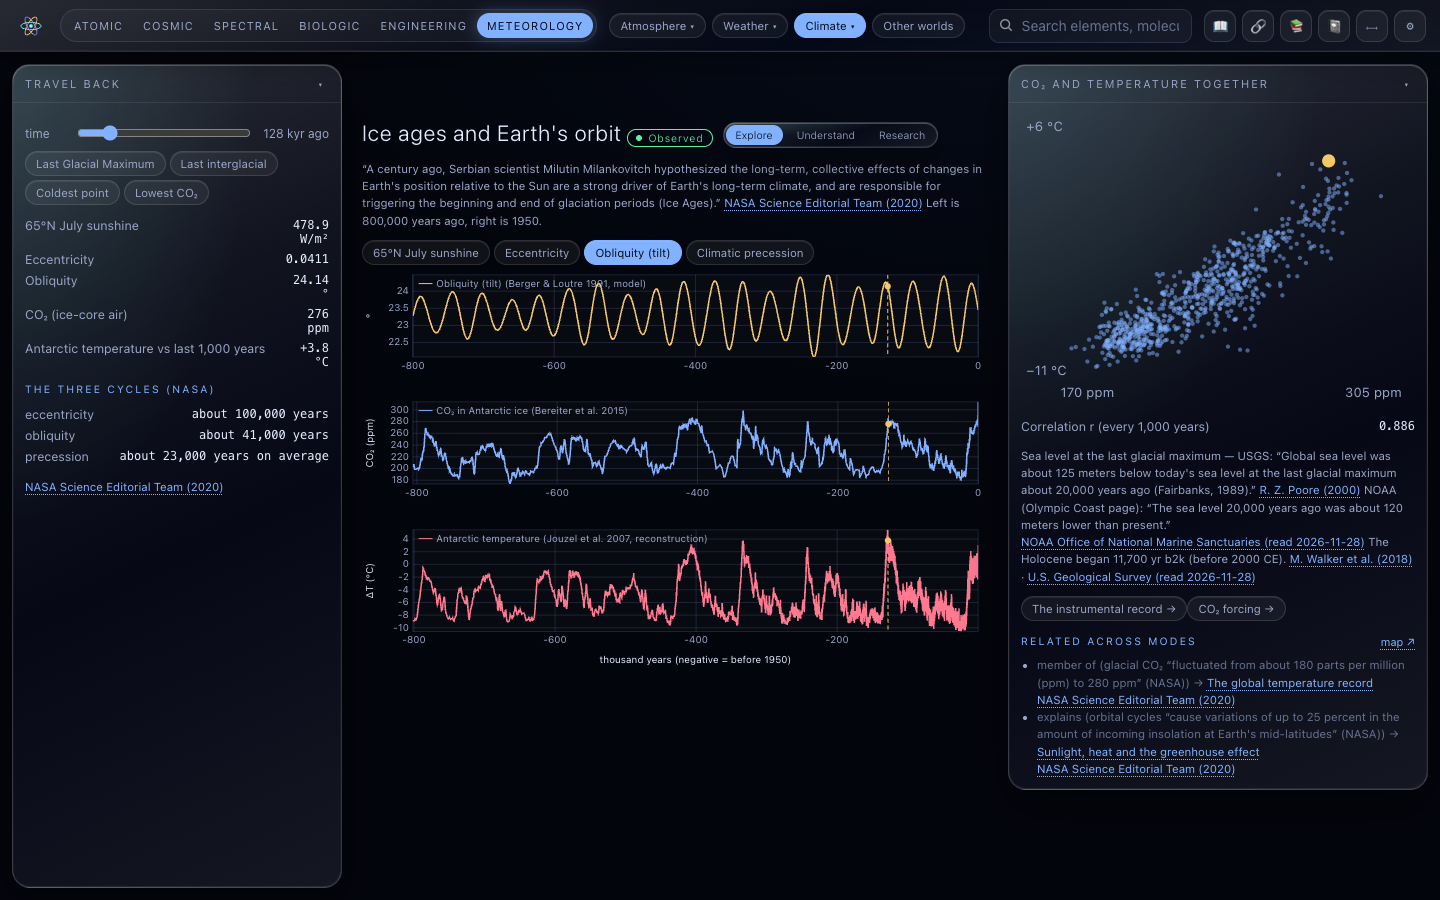 ATOMIC COSMIC SPECTRAL BIOLOGIC ENGINEERING METEOROLOGY Atmosphere ▾ Weather ▾ Climate ▾ Other worlds Search elements, molecu
TRAVEL BACK
time 128 kyr ago
Last Glacial Maximum Last interglacial
Coldest point Lowest CO₂
65°N July sunshine 478.9
W/m²
Eccentricity 0.0411
Obliquity 24.14
°
CO₂ (ice-core air) 276
ppm
Antarctic temperature vs last 1,000 years +3.8
°C
THE THREE CYCLES (NASA)
eccentricity about 100,000 years
obliquity about 41,000 years
precession about 23,000 years on average
NASA Science Editorial Team (2020)
Ice ages and Earth's orbit Observed Explore Understand Research
“A century ago, Serbian scientist Milutin Milankovitch hypothesized the long-term, collective effects of changes in
Earth's position relative to the Sun are a strong driver of Earth's long-term climate, and are responsible for
triggering the beginning and end of glaciation periods (Ice Ages).” NASA Science Editorial Team (2020) Left is
800,000 years ago, right is 1950.
65°N July sunshine Eccentricity Obliquity (tilt) Climatic precession
Obliquity (tilt) (Berger & Loutre 1991, model)
24
23.5
23
22.5
°
-800 -600 -400 -200 0
CO₂ in Antarctic ice (Bereiter et al. 2015)
300
280
260
240
220
200
180
CO₂ (ppm)
-800 -600 -400 -200 0
Antarctic temperature (Jouzel et al. 2007, reconstruction)
4
2
0
-2
-4
-6
-8
-10
ΔT (°C)
-800 -600 -400 -200
thousand years (negative = before 1950)
CO₂ AND TEMPERATURE TOGETHER
+6 °C
−11 °C
170 ppm 305 ppm
Correlation r (every 1,000 years) 0.886
Sea level at the last glacial maximum — USGS: “Global sea level was
about 125 meters below today's sea level at the last glacial maximum
about 20,000 years ago (Fairbanks, 1989).” R. Z. Poore (2000) NOAA
(Olympic Coast page): “The sea level 20,000 years ago was about 120
meters lower than present.”
NOAA Office of National Marine Sanctuaries (read 2026-11-28) The
Holocene began 11,700 yr b2k (before 2000 CE). M. Walker et al. (2018)
· U.S. Geological Survey (read 2026-11-28)
The instrumental record → CO₂ forcing →
RELATED ACROSS MODES map ↗
• member of (glacial CO₂ “fluctuated from about 180 parts per million
(ppm) to 280 ppm” (NASA)) → The global temperature record
NASA Science Editorial Team (2020)
• explains (orbital cycles “cause variations of up to 25 percent in the
amount of incoming insolation at Earth's mid-latitudes” (NASA)) →
Sunlight, heat and the greenhouse effect
NASA Science Editorial Team (2020)